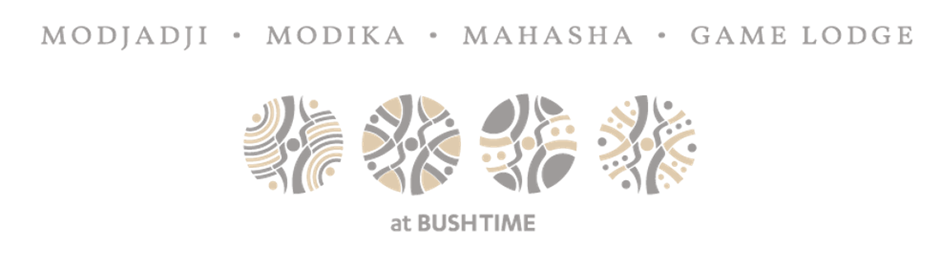 MODJADJI • MODIKA • MAHASHA • GAME LODGE
at BUSHTIME